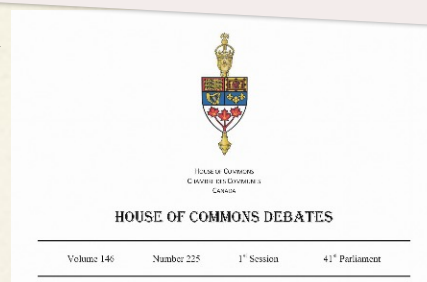 HOUSE OF COMMONS
CHAMBRE DES COMMUNES
CANADA
HOUSE OF COMMONS DEBATES
Volume 146 Number 225 1st Session 41st Parliament